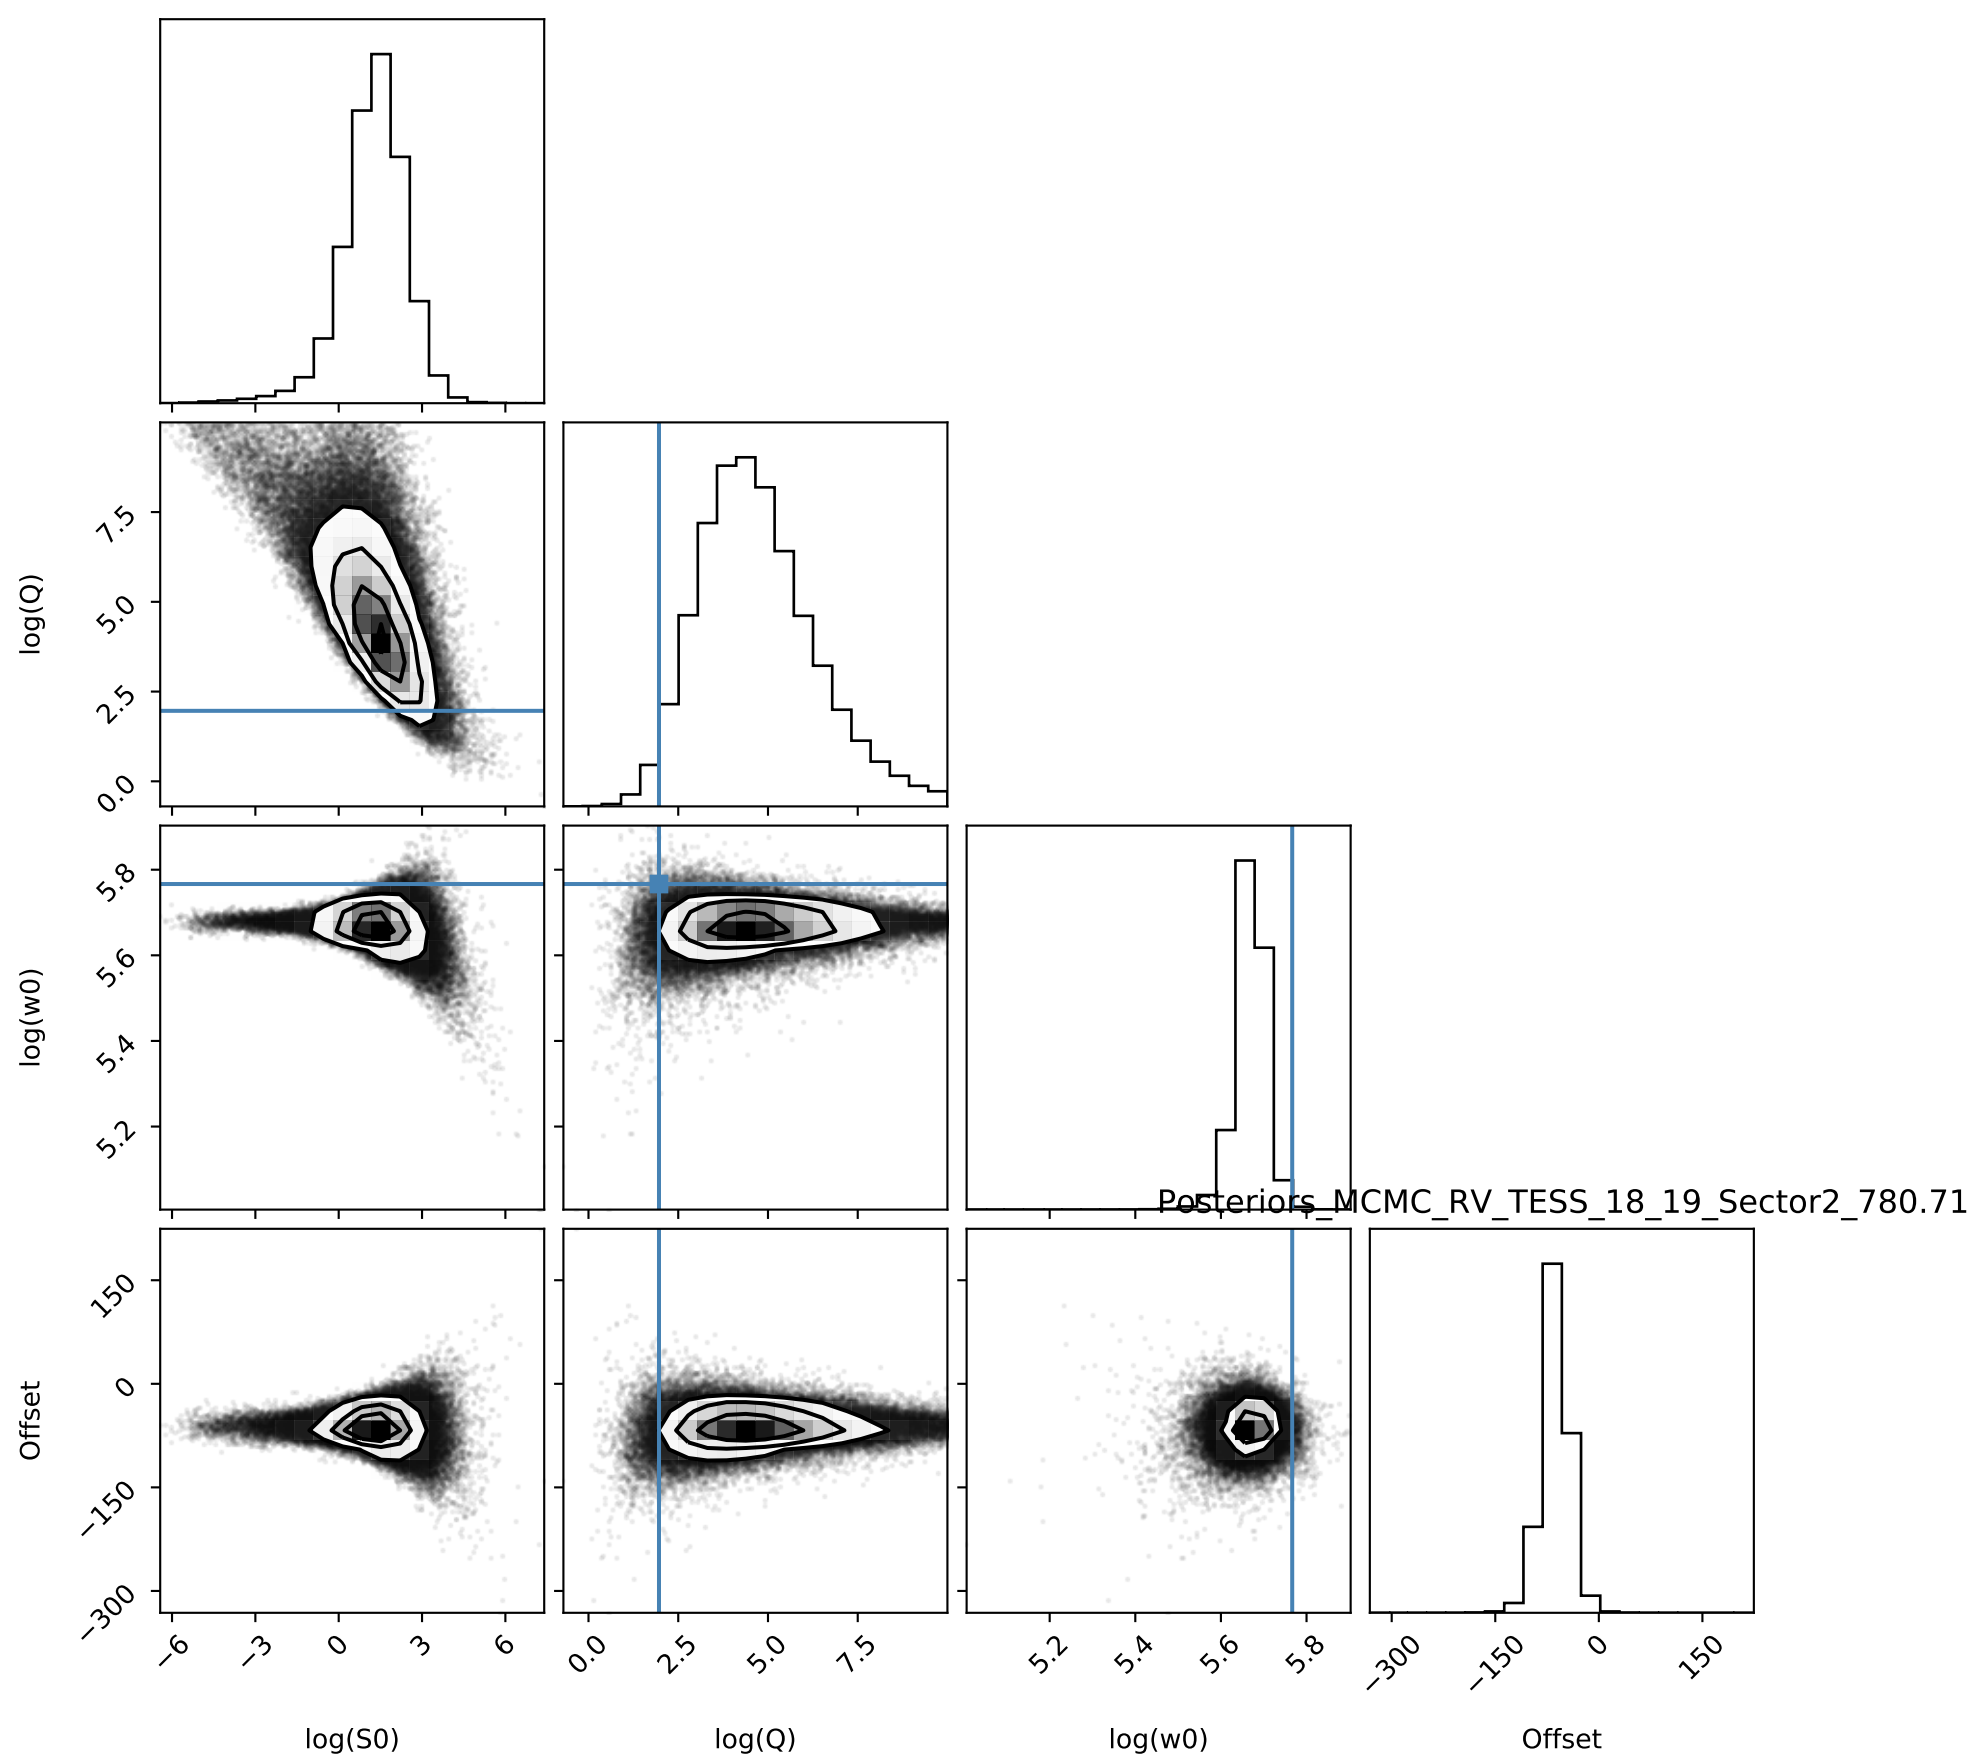 7.5
5.0
2.5
0.0
log(Q)
5.8
5.6
5.4
5.2
log(w0)
Posteriors_MCMC_RV_TESS_18_19_Sector2_780.71
150
0
−150
−300
Offset
−6 −3 0 3 6
0.0 2.5 5.0 7.5
5.2 5.4 5.6 5.8
−300 −150 0 150
log(S0) log(Q) log(w0) Offset